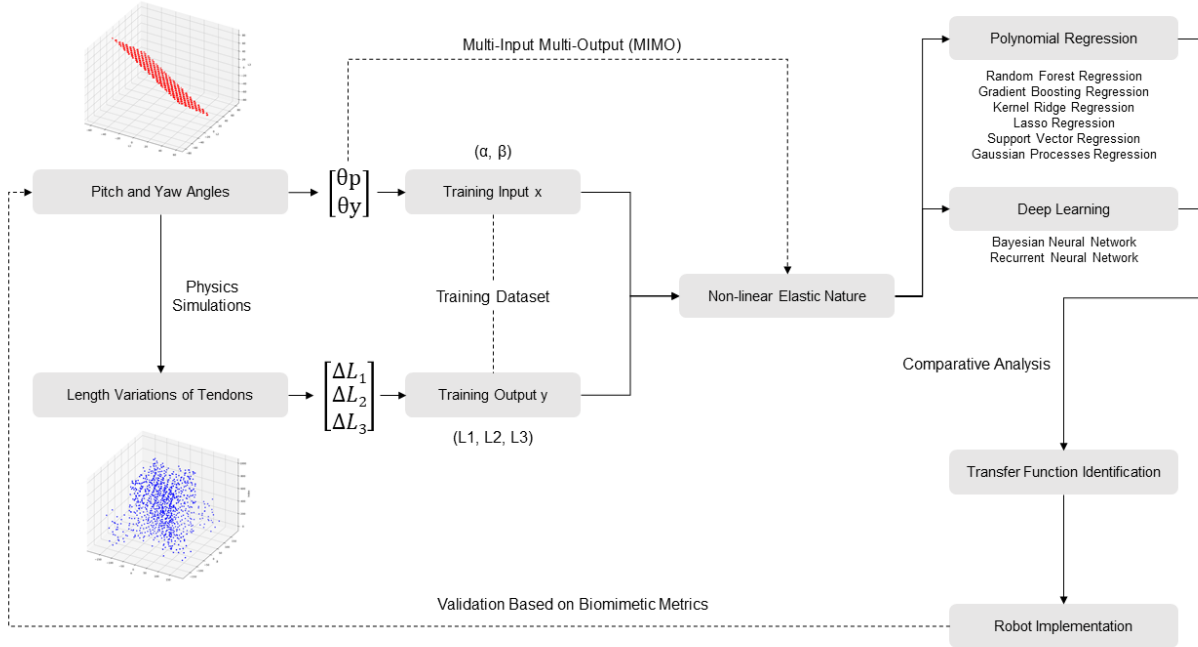 Multi-Input Multi-Output (MIMO)
Polynomial Regression
Random Forest Regression
Gradient Boosting Regression
Kernel Ridge Regression
Lasso Regression
Support Vector Regression
Gaussian Processes Regression
(α, β)
Pitch and Yaw Angles
θp
θy
Training Input x
Deep Learning
Bayesian Neural Network
Recurrent Neural Network
Physics
Simulations
Training Dataset
Non-linear Elastic Nature
Comparative Analysis
Length Variations of Tendons
ΔL₁
ΔL₂
ΔL₃
Training Output y
(L1, L2, L3)
Transfer Function Identification
Validation Based on Biomimetic Metrics
Robot Implementation